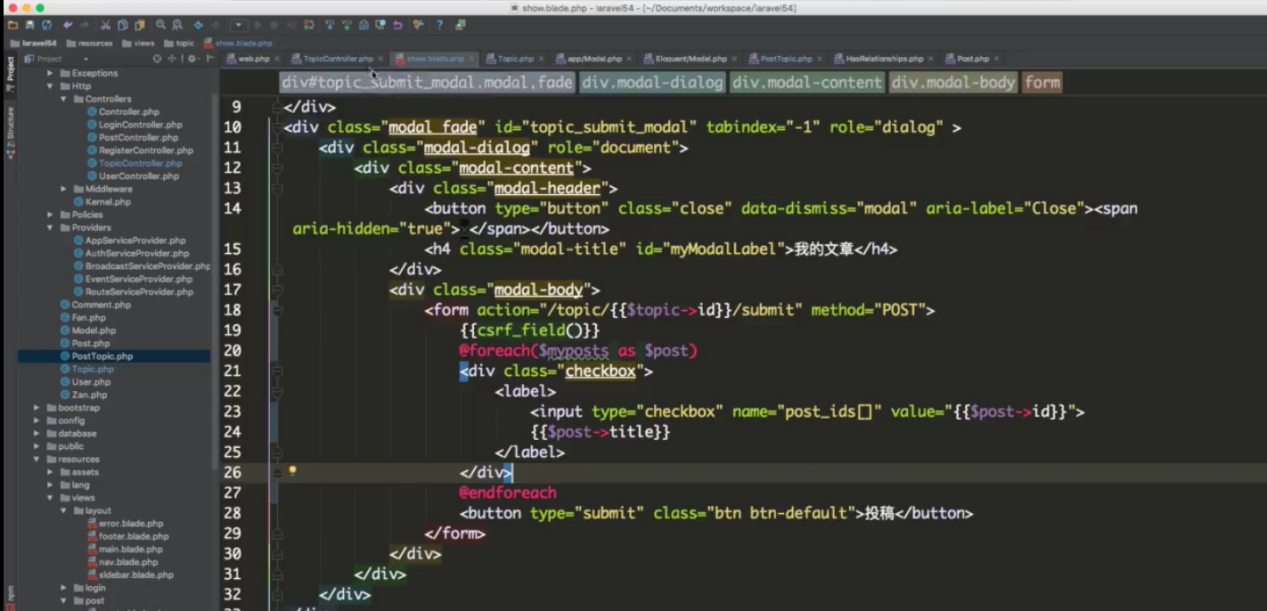 show.blade.php - laravel54 - [~/Documents/workspace/laravel54]
laravel54 resources views topic show.blade.php
Project
web.php TopicController.php show.blade.php Topic.php app/Model.php Eloquent/Model.php PostTopic.php HasRelationships.php Post.php
1: Project
7: Structure
npm
Exceptions
Http
Controllers
Controller.php
LoginController.php
PostController.php
RegisterController.php
TopicController.php
UserController.php
Middleware
Kernel.php
Policies
Providers
AppServiceProvider.php
AuthServiceProvider.php
BroadcastServiceProvider.php
EventServiceProvider.php
RouteServiceProvider.php
Comment.php
Fan.php
Model.php
Post.php
PostTopic.php
Topic.php
User.php
Zan.php
bootstrap
config
database
public
resources
assets
lang
views
layout
error.blade.php
footer.blade.php
main.blade.php
nav.blade.php
sidebar.blade.php
login
post
div#topic_submit_modal.modal.fade div.modal-dialog div.modal-content div.modal-body form
9 </div>
10 <div class="modal fade" id="topic_submit_modal" tabindex="-1" role="dialog" >
11 <div class="modal-dialog" role="document">
12 <div class="modal-content">
13 <div class="modal-header">
14 <button type="button" class="close" data-dismiss="modal" aria-label="Close"><span
aria-hidden="true"> </span></button>
15 <h4 class="modal-title" id="myModalLabel">我的文章</h4>
16 </div>
17 <div class="modal-body">
18 <form action="/topic/{{$topic->id}}/submit" method="POST">
19 {{csrf_field()}}
20 @foreach($myposts as $post)
21 <div class="checkbox">
22 <label>
23 <input type="checkbox" name="post_ids[]" value="{{$post->id}}">
24 {{$post->title}}
25 </label>
26 </div>
27 @endforeach
28 <button type="submit" class="btn btn-default">投稿</button>
29 </form>
30 </div>
31 </div>
32 </div>